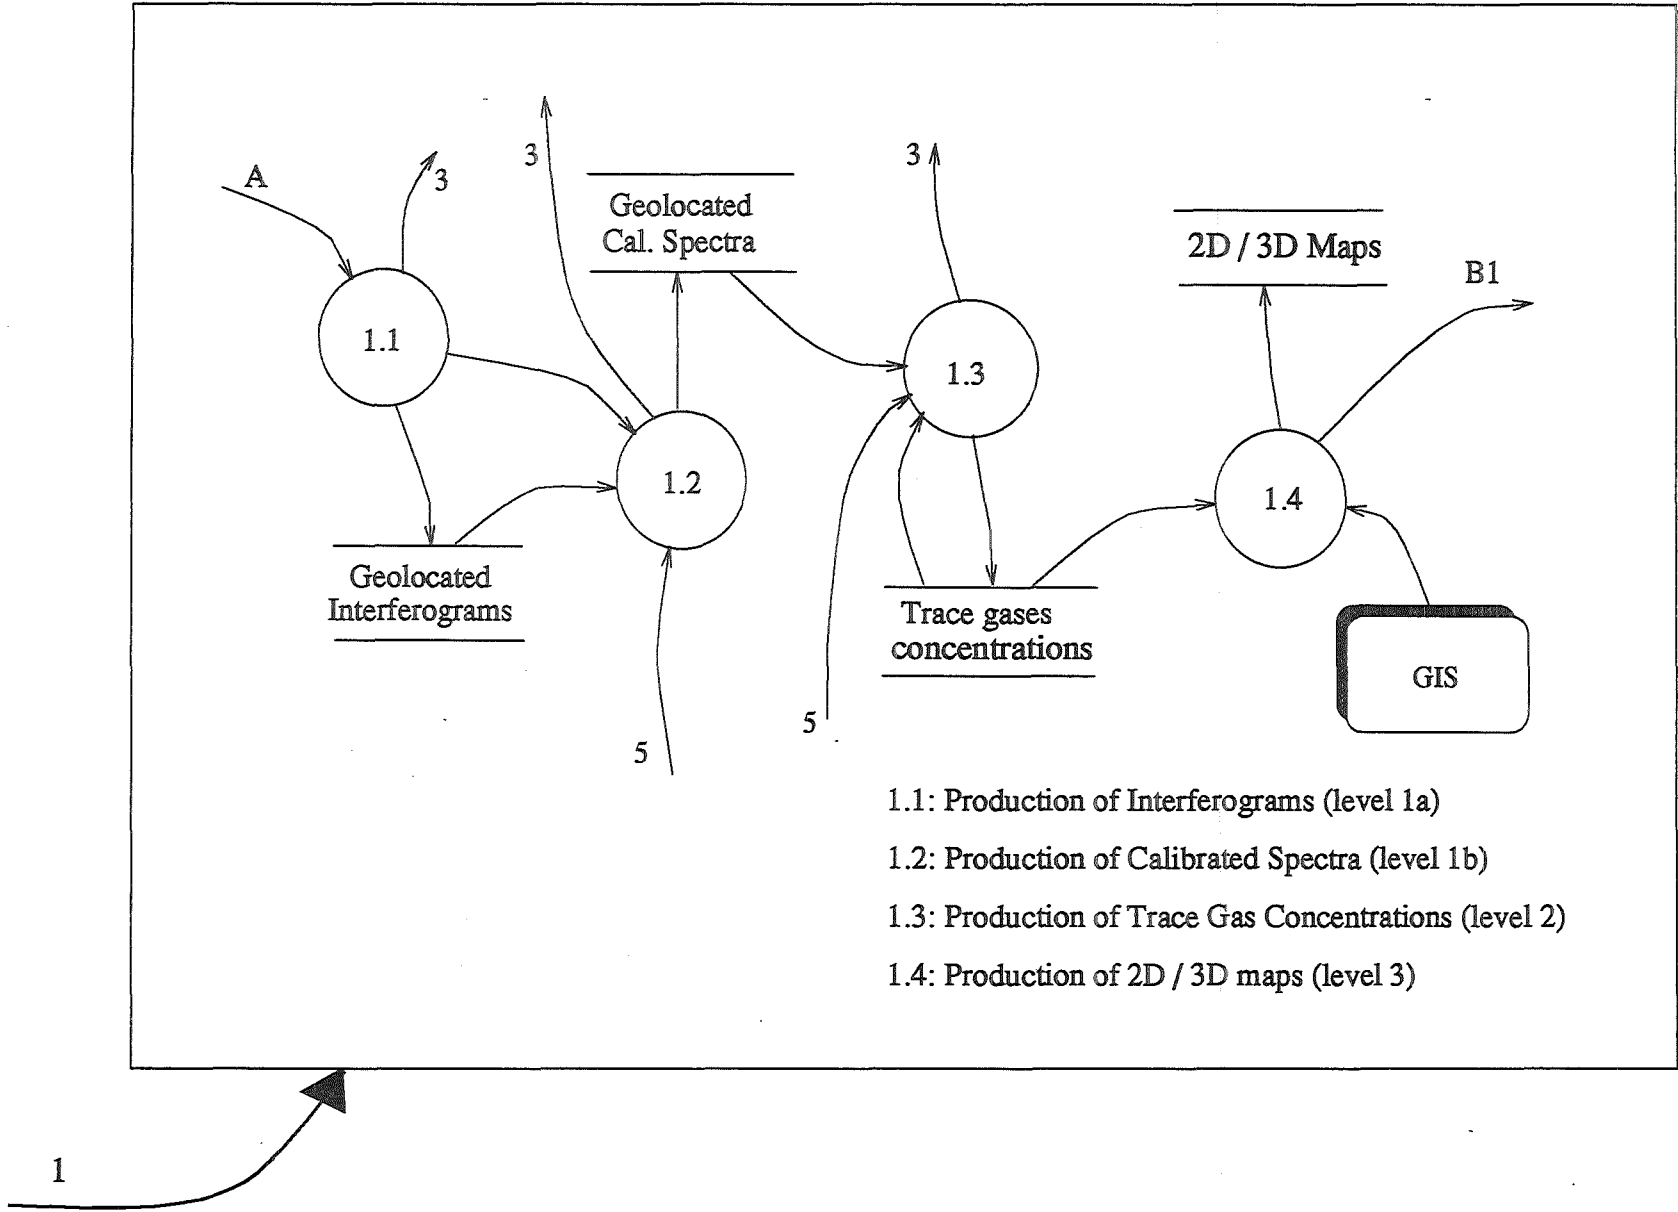 A
3
3
Geolocated
Cal. Spectra
3
2D / 3D Maps
B1
1.1
1.3
1.2
1.4
Geolocated
Interferograms
Trace gases
concentrations
GIS
5
5
1.1: Production of Interferograms (level 1a)
1.2: Production of Calibrated Spectra (level 1b)
1.3: Production of Trace Gas Concentrations (level 2)
1.4: Production of 2D / 3D maps (level 3)
1